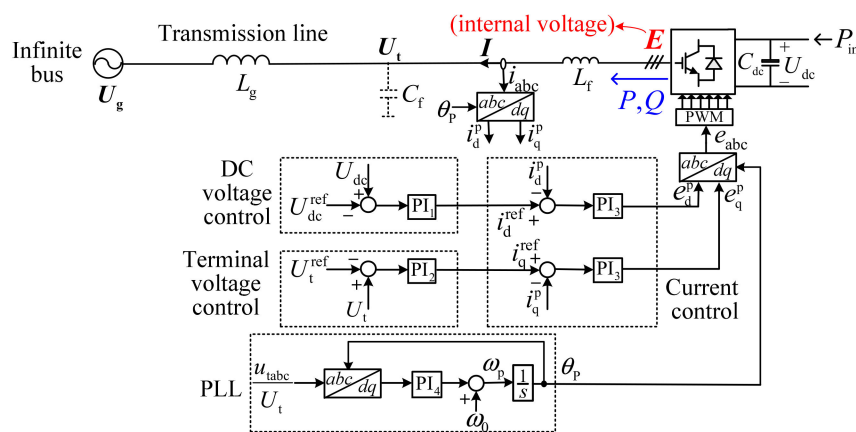 (internal voltage)
E
Infinite
bus
Transmission line
U_t
I
P_in
U_g
L_g
C_f
i_abc
L_f
C_dc
+
U_dc
−
P, Q
θ_P
abc
dq
i_d^p
i_q^p
PWM
e_abc
abc
dq
e_d^p
e_q^p
DC
voltage
control
U_dc
+
U_dc^ref
−
PI_1
i_d^p
−
i_d^ref
+
PI_3
Terminal
voltage
control
U_t^ref
−
+
U_t
PI_2
i_q^ref
+
−
i_q^p
PI_3
Current
control
PLL
u_tabc
U_t
abc
dq
PI_4
+
ω_0
ω_p
1
s
θ_P